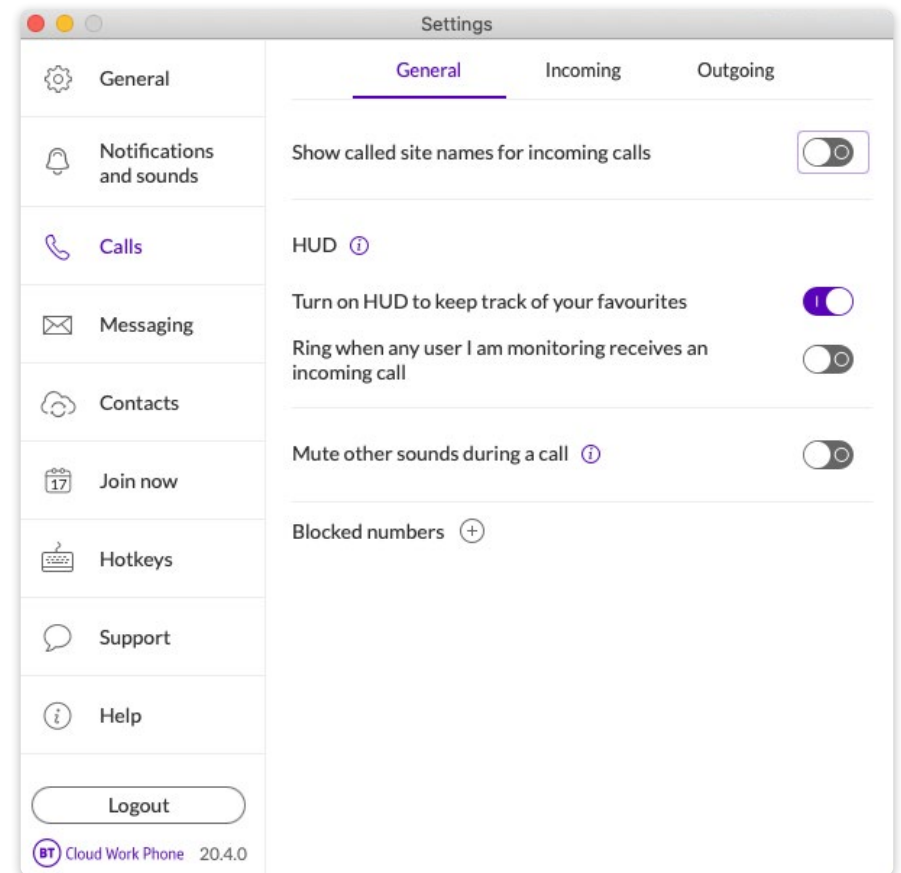 Settings
General
Notifications
and sounds
Calls
Messaging
Contacts
17
Join now
Hotkeys
Support
Help
Logout
BT Cloud Work Phone 20.4.0
General Incoming Outgoing
Show called site names for incoming calls
HUD
Turn on HUD to keep track of your favourites
Ring when any user I am monitoring receives an
incoming call
Mute other sounds during a call
Blocked numbers